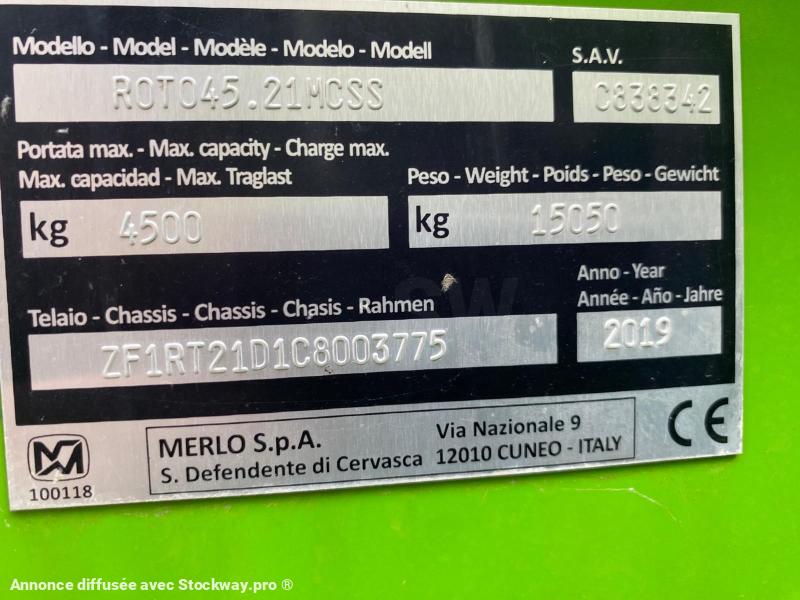 Modello - Model - Modèle - Modelo - Modell
S.A.V.
ROTO45.21MCSS
C838342
Portata max. - Max. capacity - Charge max.
Max. capacidad - Max. Traglast
Peso - Weight - Poids - Peso - Gewicht
kg 4500
kg 15050
Anno - Year
Année - Año - Jahre
Telaio - Chassis - Chassis - Chasis - Rahmen
2019
ZF1RT21D1C8003775
CE
MERLO S.p.A.
Via Nazionale 9
S. Defendente di Cervasca
12010 CUNEO - ITALY
100118
SW
Annonce diffusée avec Stockway.pro ®